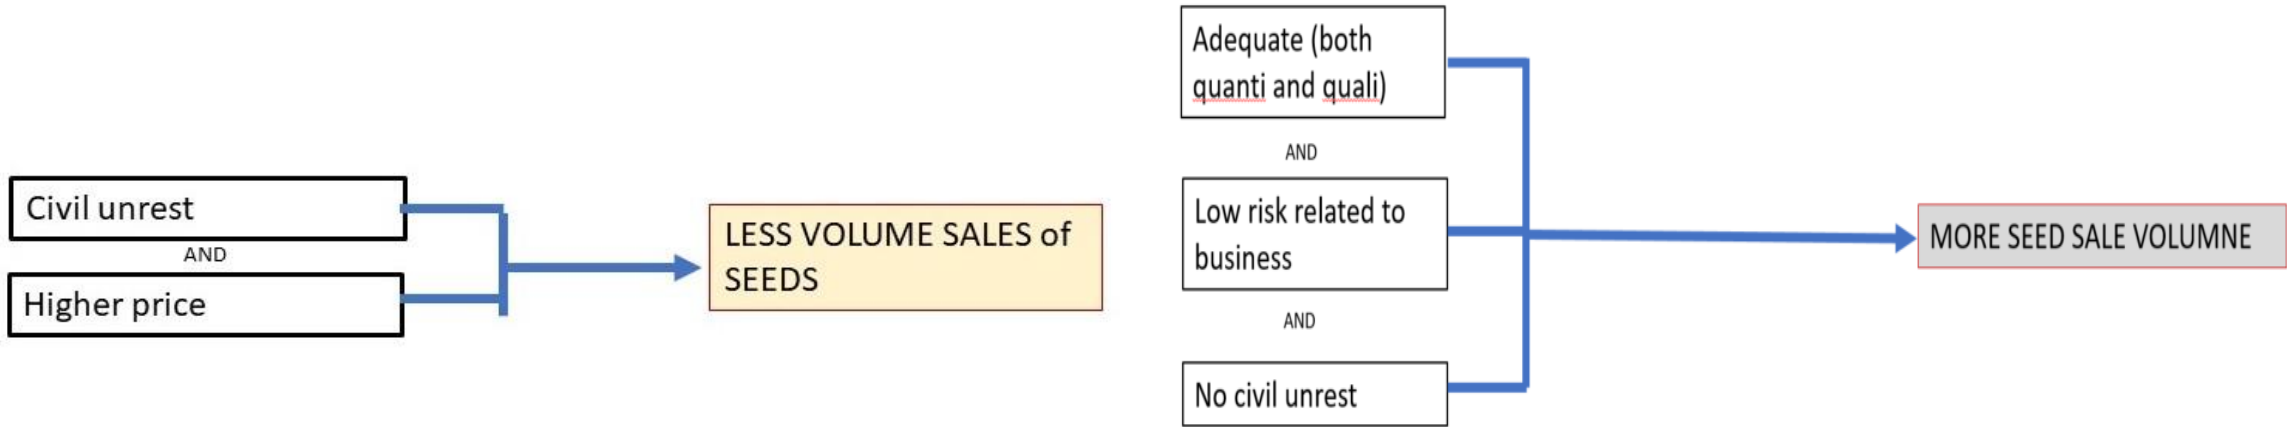 Civil unrest
AND
Higher price
LESS VOLUME SALES of
SEEDS
Adequate (both
quanti and quali)
AND
Low risk related to
business
AND
No civil unrest
MORE SEED SALE VOLUMNE